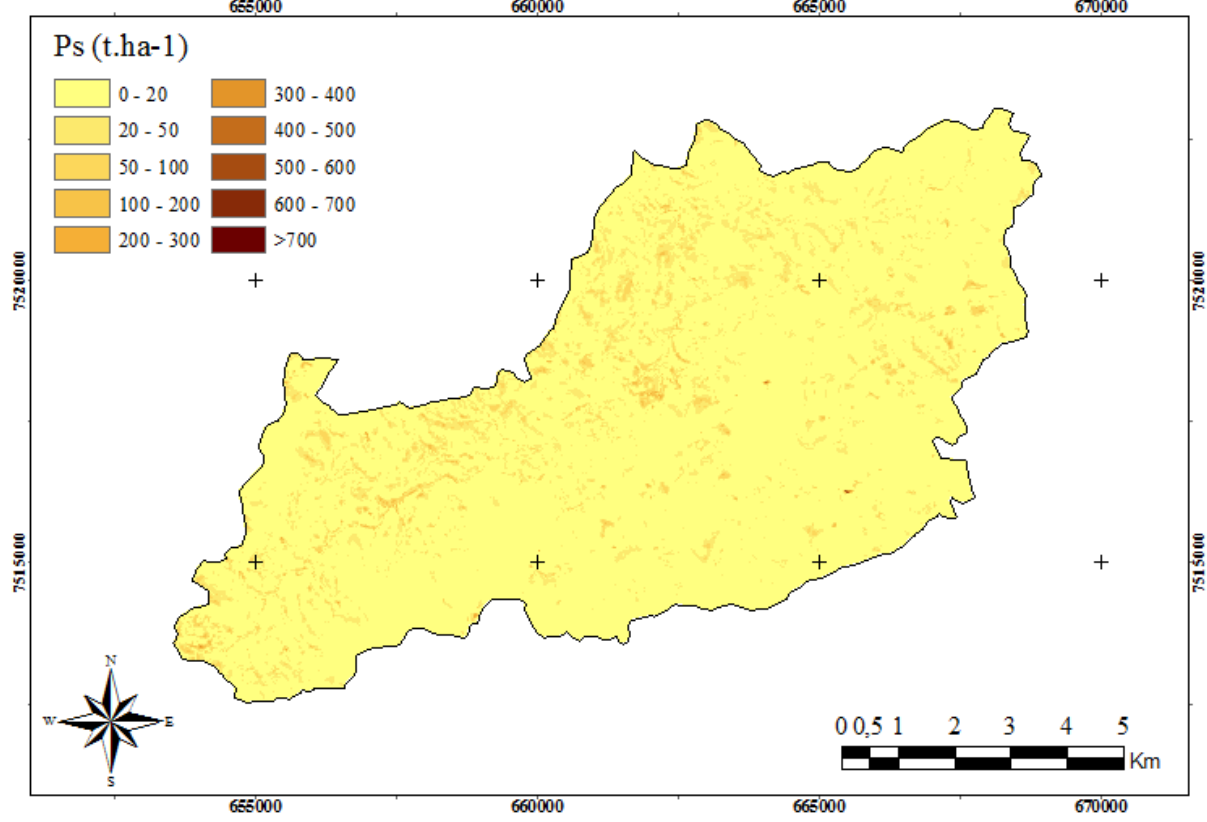 655000 660000 665000 670000
Ps (t.ha-1)
0 - 20 300 - 400
20 - 50 400 - 500
50 - 100 500 - 600
100 - 200 600 - 700
200 - 300 >700
7520000 7520000
7515000 7515000
N
W E
S
0 0,5 1 2 3 4 5
Km
655000 660000 665000 670000